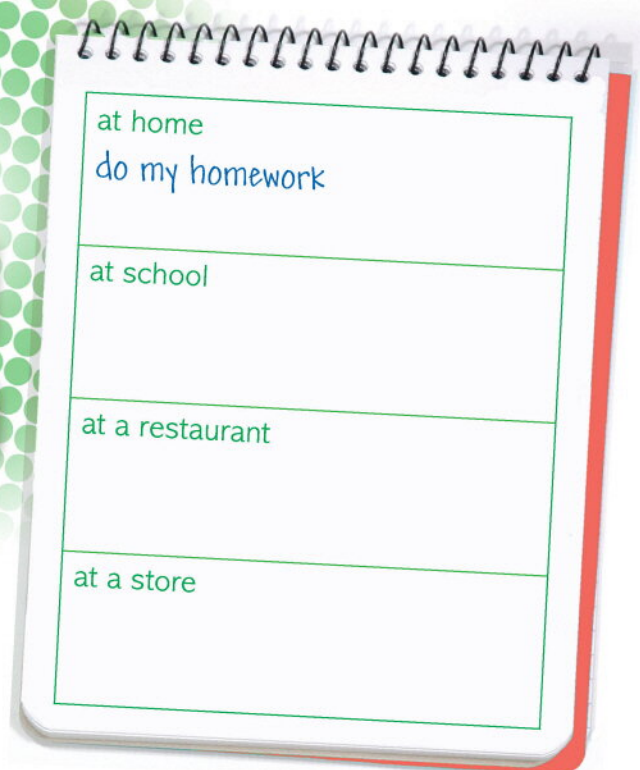 at home
do my homework
at school
at a restaurant
at a store